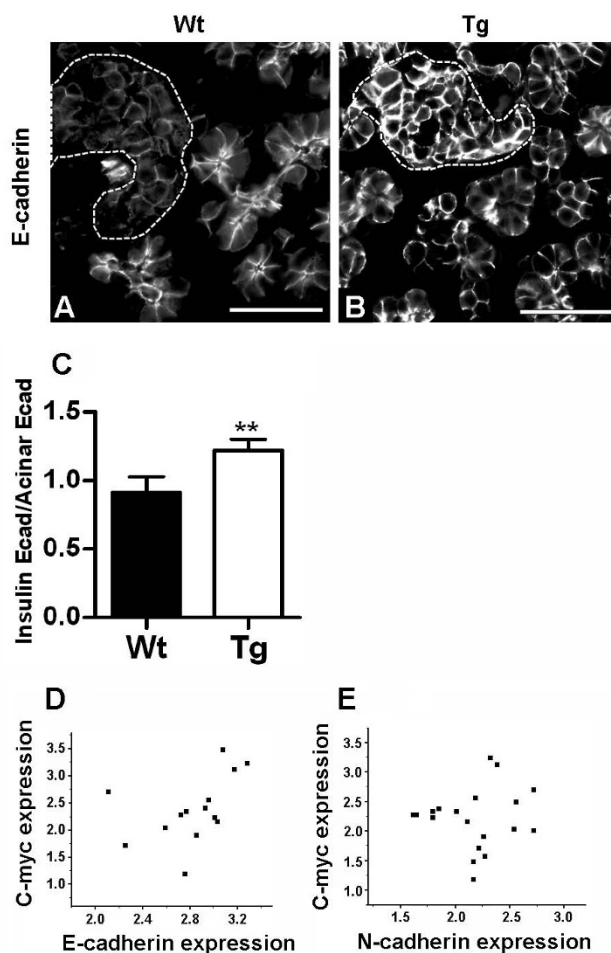 Wt Tg
E-cadherin
A B
C
Insulin Ecad/Acinar Ecad
1.5
1.0
0.5
0.0
**
Wt Tg
D
C-myc expression
3.5
3.0
2.5
2.0
1.5
1.0
2.0 2.4 2.8 3.2
E-cadherin expression
E
C-myc expression
3.5
3.0
2.5
2.0
1.5
1.0
1.5 2.0 2.5 3.0
N-cadherin expression